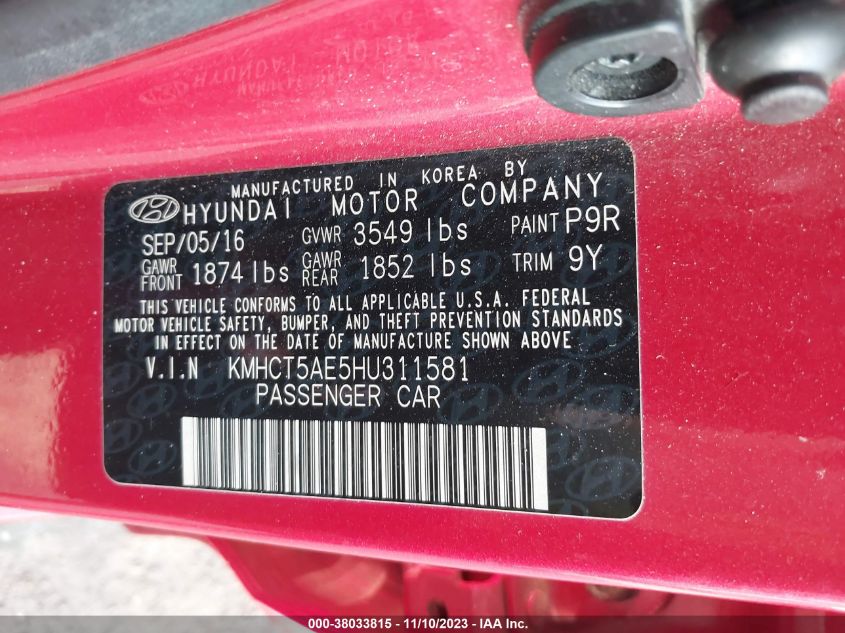 MANUFACTURED IN KOREA BY
HYUNDAI MOTOR COMPANY
SEP/05/16 GVWR 3549 lbs PAINT P9R
GAWR FRONT 1874 lbs GAWR REAR 1852 lbs TRIM 9Y
THIS VEHICLE CONFORMS TO ALL APPLICABLE U.S.A. FEDERAL
MOTOR VEHICLE SAFETY, BUMPER, AND THEFT PREVENTION STANDARDS
IN EFFECT ON THE DATE OF MANUFACTURE SHOWN ABOVE
V.I.N KMHCT5AE5HU311581
PASSENGER CAR
000-38033815 - 11/10/2023 - IAA Inc.